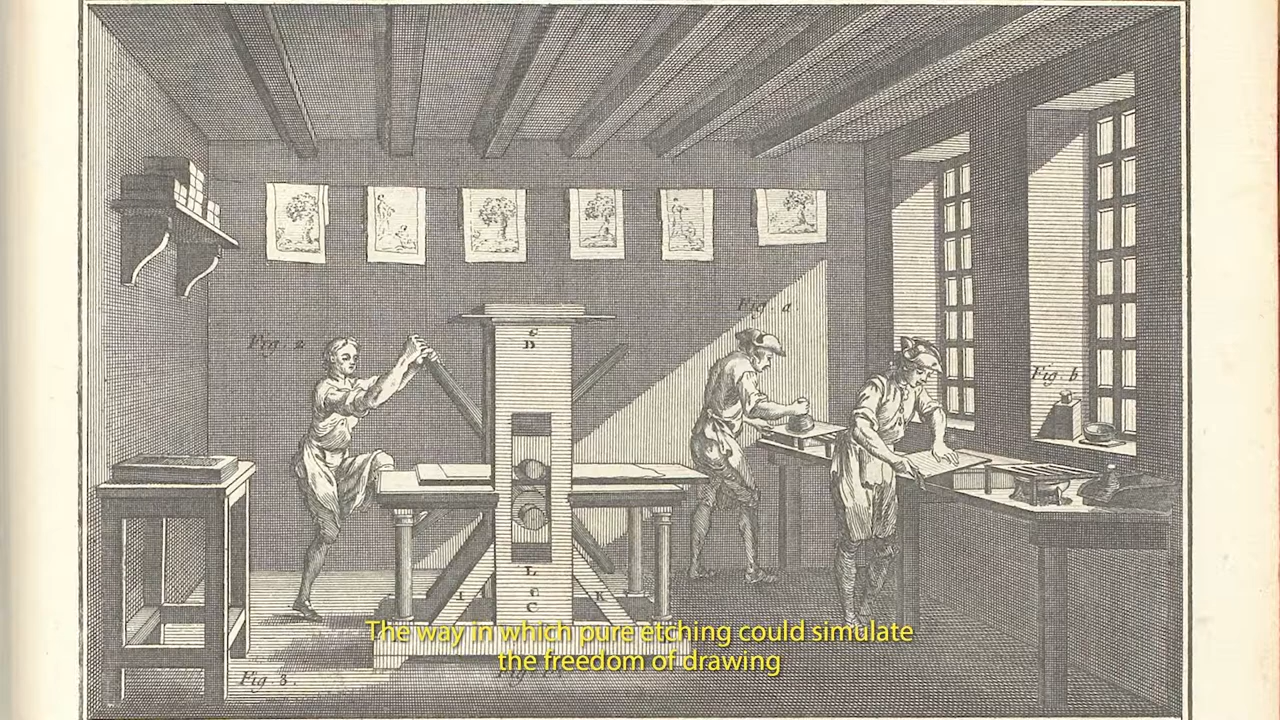 Fig. a.
Fig. 2
Fig. b
G
D
L
I
R
C
The way in which pure etching could simulate
the freedom of drawing
Fig. 3.